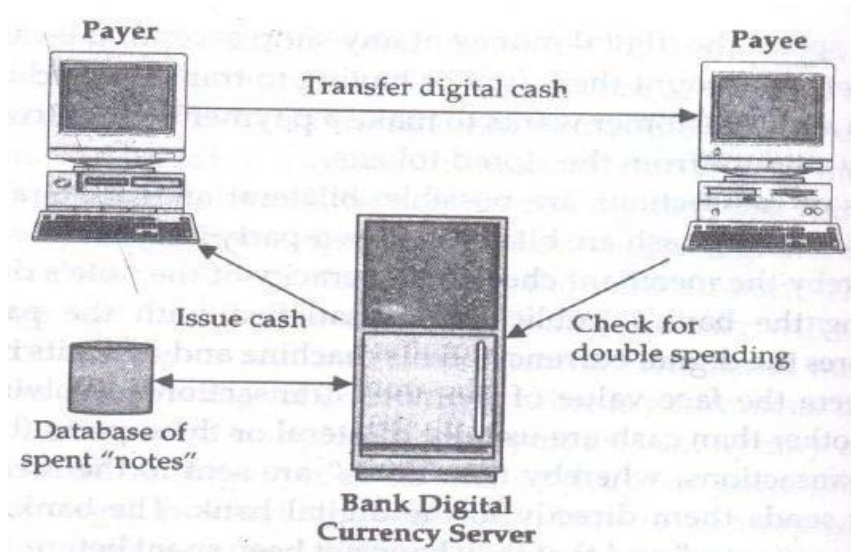 Payer
Payee
Transfer digital cash
Issue cash
Check for
double spending
Database of
spent "notes"
Bank Digital
Currency Server